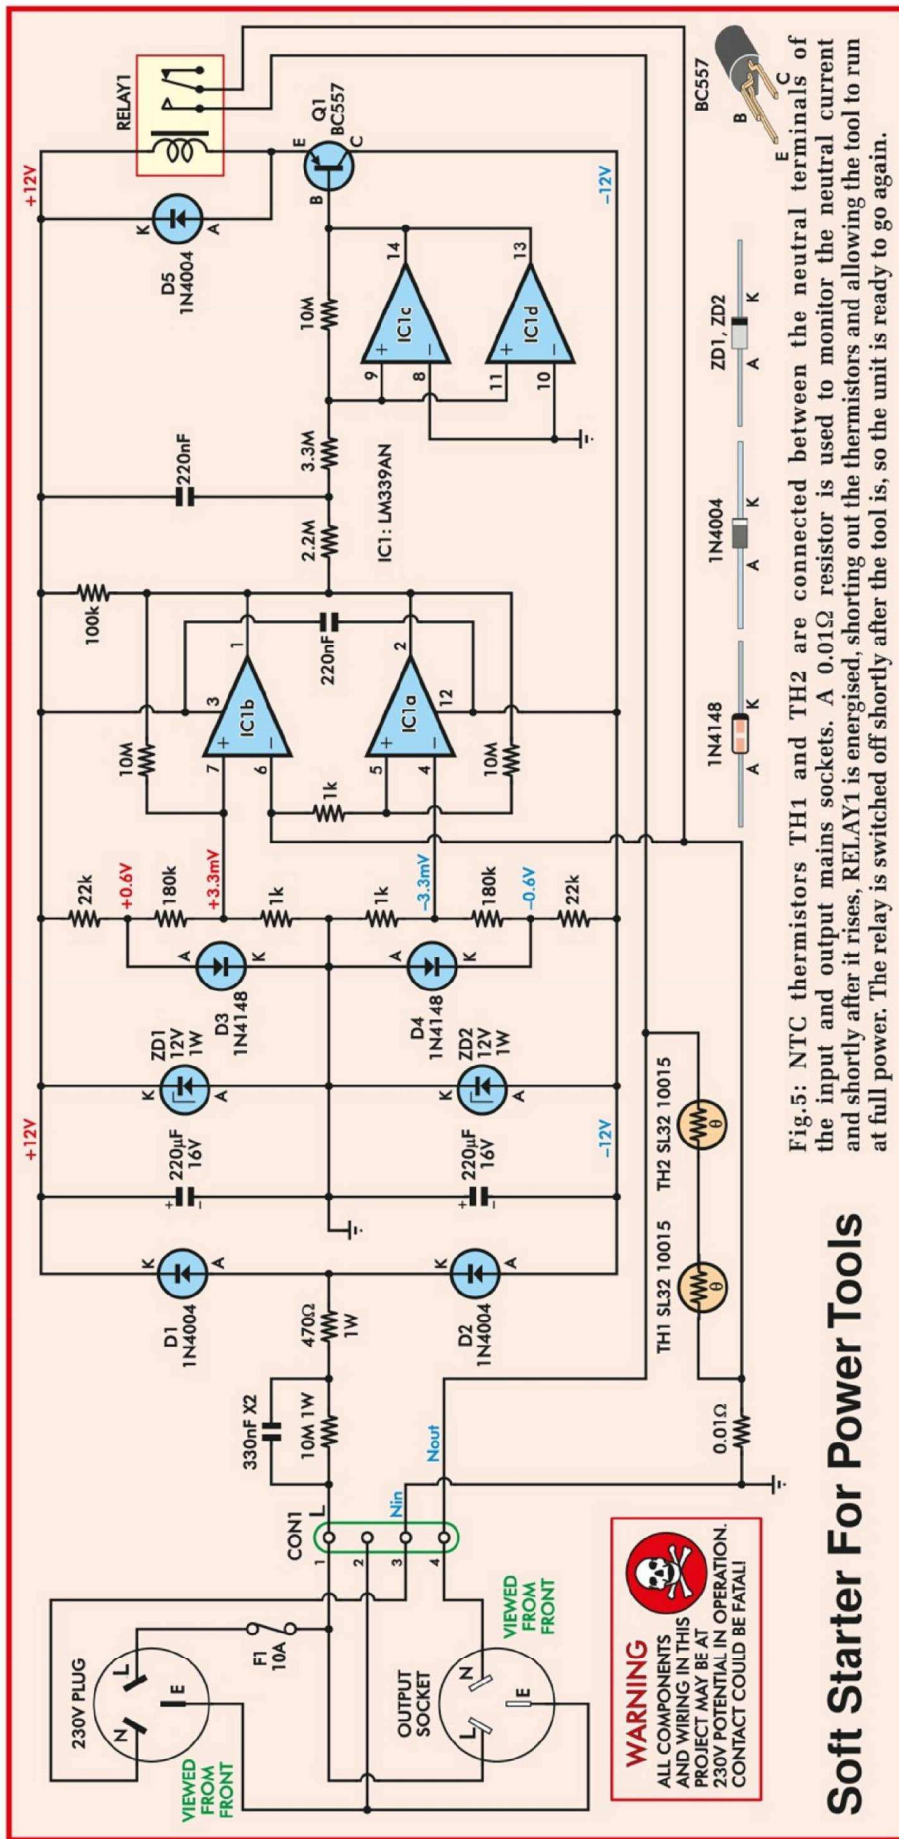 230V PLUG
N
L
E
VIEWED
FROM
FRONT
F1
10A
OUTPUT
SOCKET
L
N
E
VIEWED
FROM
FRONT
CON1
L
1
2
3
4
Nin
Nout
330nF X2
10M 1W
470Ω
1W
D1
1N4004
K
A
D2
1N4004
K
A
+12V
–12V
+
220µF
16V
–
+
220µF
16V
–
K
ZD1
12V
1W
A
K
ZD2
12V
1W
A
D3
1N4148
A
K
D4
1N4148
A
K
22k
+0.6V
180k
+3.3mV
1k
1k
–3.3mV
180k
–0.6V
22k
10M
7
+
6
–
3
IC1b
1
1k
5
+
4
–
12
IC1a
2
10M
220nF
100k
2.2M
IC1: LM339AN
220nF
3.3M
10M
9
+
8
–
IC1c
14
11
+
10
–
IC1d
13
D5
1N4004
K
A
+12V
RELAY1
Q1
BC557
E
B
C
–12V
0.01Ω
TH1 SL32 10015
θ
TH2 SL32 10015
θ
1N4148
A
K
1N4004
A
K
ZD1, ZD2
A
K
BC557
B
E
C
WARNING
ALL COMPONENTS
AND WIRING IN THIS
PROJECT MAY BE AT
230V POTENTIAL IN OPERATION.
CONTACT COULD BE FATAL!
Soft Starter For Power Tools
Fig.5: NTC thermistors TH1 and TH2 are connected between the neutral terminals of
the input and output mains sockets. A 0.01Ω resistor is used to monitor the neutral current
and shortly after it rises, RELAY1 is energised, shorting out the thermistors and allowing the tool to run
at full power. The relay is switched off shortly after the tool is, so the unit is ready to go again.